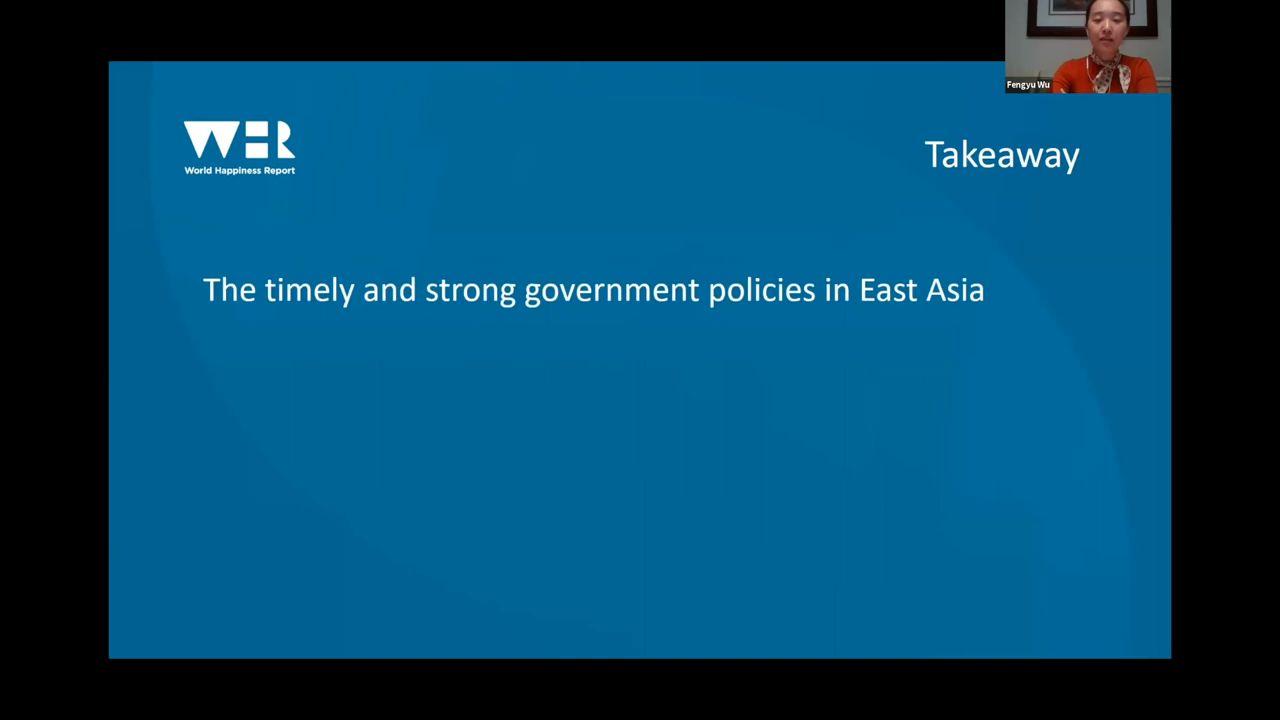 Fengyu Wu
WHR
World Happiness Report
Takeaway
The timely and strong government policies in East Asia